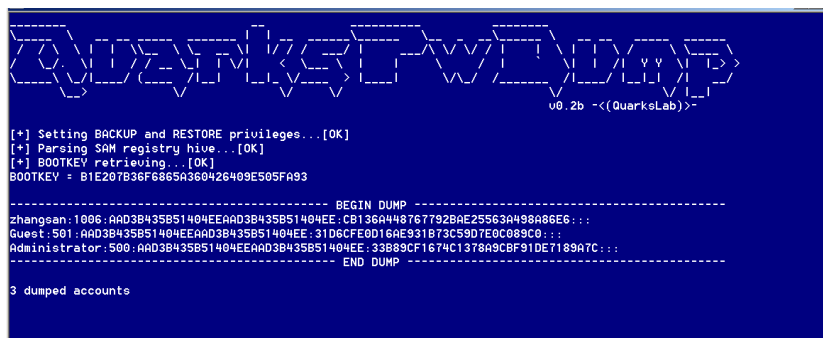 QuarksPwDump
v0.2b -<(QuarksLab)>-
[+] Setting BACKUP and RESTORE privileges...[OK]
[+] Parsing SAM registry hive...[OK]
[+] BOOTKEY retrieving...[OK]
BOOTKEY = B1E207B36F6865A360426409E505FA93
--------------------------------------------- BEGIN DUMP --------------------------------------------
zhangsan:1006:AAD3B435B51404EEAAD3B435B51404EE:CB136A448767792BAE25563A498A86E6:::
Guest:501:AAD3B435B51404EEAAD3B435B51404EE:31D6CFE0D16AE931B73C59D7E0C089C0:::
Administrator:500:AAD3B435B51404EEAAD3B435B51404EE:33B89CF1674C1378A9CBF91DE7189A7C:::
---------------------------------------------- END DUMP ---------------------------------------------
3 dumped accounts